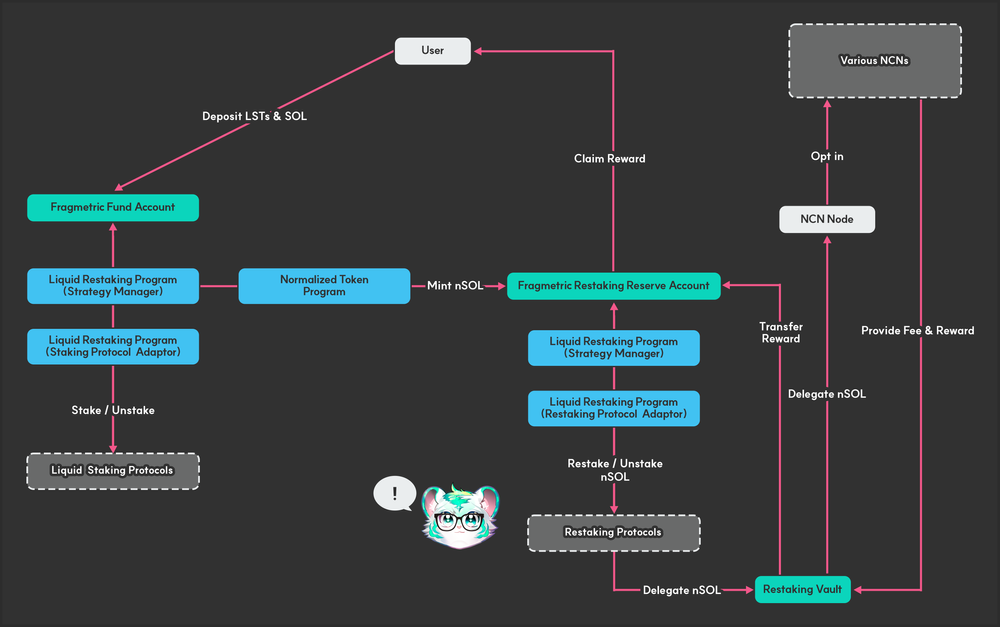 User
Various NCNs
Deposit LSTs & SOL
Claim Reward
Opt in
Fragmetric Fund Account
NCN Node
Liquid Restaking Program
(Strategy Manager)
Normalized Token
Program
Mint nSOL
Fragmetric Restaking Reserve Account
Liquid Restaking Program
(Staking Protocol Adaptor)
Transfer
Reward
Provide Fee & Reward
Liquid Restaking Program
(Strategy Manager)
Delegate nSOL
Stake / Unstake
Liquid Restaking Program
(Restaking Protocol Adaptor)
Liquid Staking Protocols
Restake / Unstake
nSOL
!
Restaking Protocols
Delegate nSOL
Restaking Vault